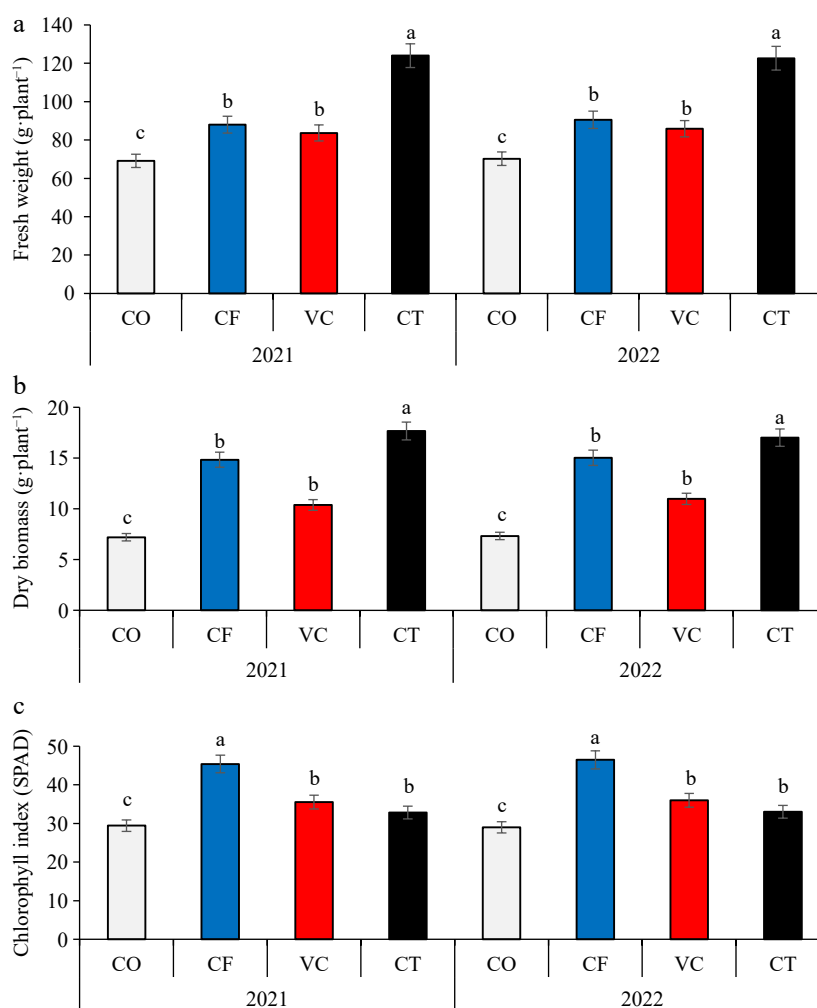 a
Fresh weight (g·plant⁻¹)
140
120
100
80
60
40
20
0
c
b
b
a
c
b
b
a
CO CF VC CT CO CF VC CT
2021 2022
b
Dry biomass (g·plant⁻¹)
20
15
10
5
0
c
b
b
a
c
b
b
a
CO CF VC CT CO CF VC CT
2021 2022
c
Chlorophyll index (SPAD)
50
40
30
20
10
0
c
a
b
b
c
a
b
b
CO CF VC CT CO CF VC CT
2021 2022